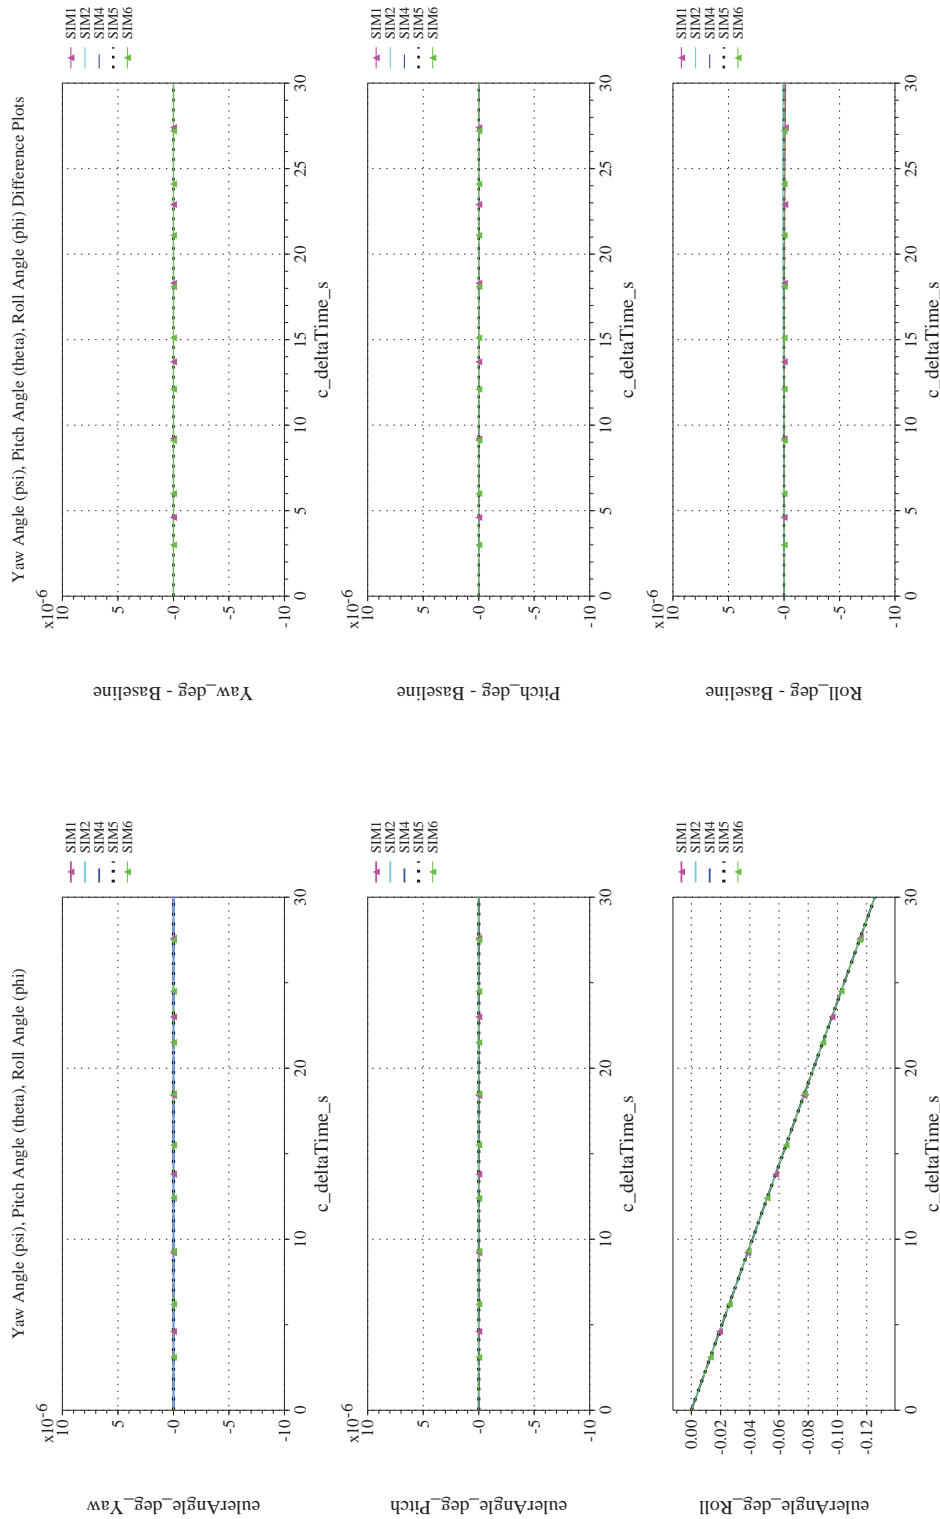 Yaw Angle (psi), Pitch Angle (theta), Roll Angle (phi)
eulerAngle_deg_Yaw
x10-6
10
5
-0
-5
-10
0 10 20 30
c_deltaTime_s
SIM1
SIM2
SIM4
SIM5
SIM6
eulerAngle_deg_Pitch
x10-6
10
5
-0
-5
-10
0 10 20 30
c_deltaTime_s
SIM1
SIM2
SIM4
SIM5
SIM6
eulerAngle_deg_Roll
0.00
-0.02
-0.04
-0.06
-0.08
-0.10
-0.12
0 10 20 30
c_deltaTime_s
SIM1
SIM2
SIM4
SIM5
SIM6
Yaw Angle (psi), Pitch Angle (theta), Roll Angle (phi) Difference Plots
Yaw_deg - Baseline
x10-6
10
5
-0
-5
-10
0 5 10 15 20 25 30
c_deltaTime_s
SIM1
SIM2
SIM4
SIM5
SIM6
Pitch_deg - Baseline
x10-6
10
5
-0
-5
-10
0 5 10 15 20 25 30
c_deltaTime_s
SIM1
SIM2
SIM4
SIM5
SIM6
Roll_deg - Baseline
x10-6
10
5
-0
-5
-10
0 5 10 15 20 25 30
c_deltaTime_s
SIM1
SIM2
SIM4
SIM5
SIM6